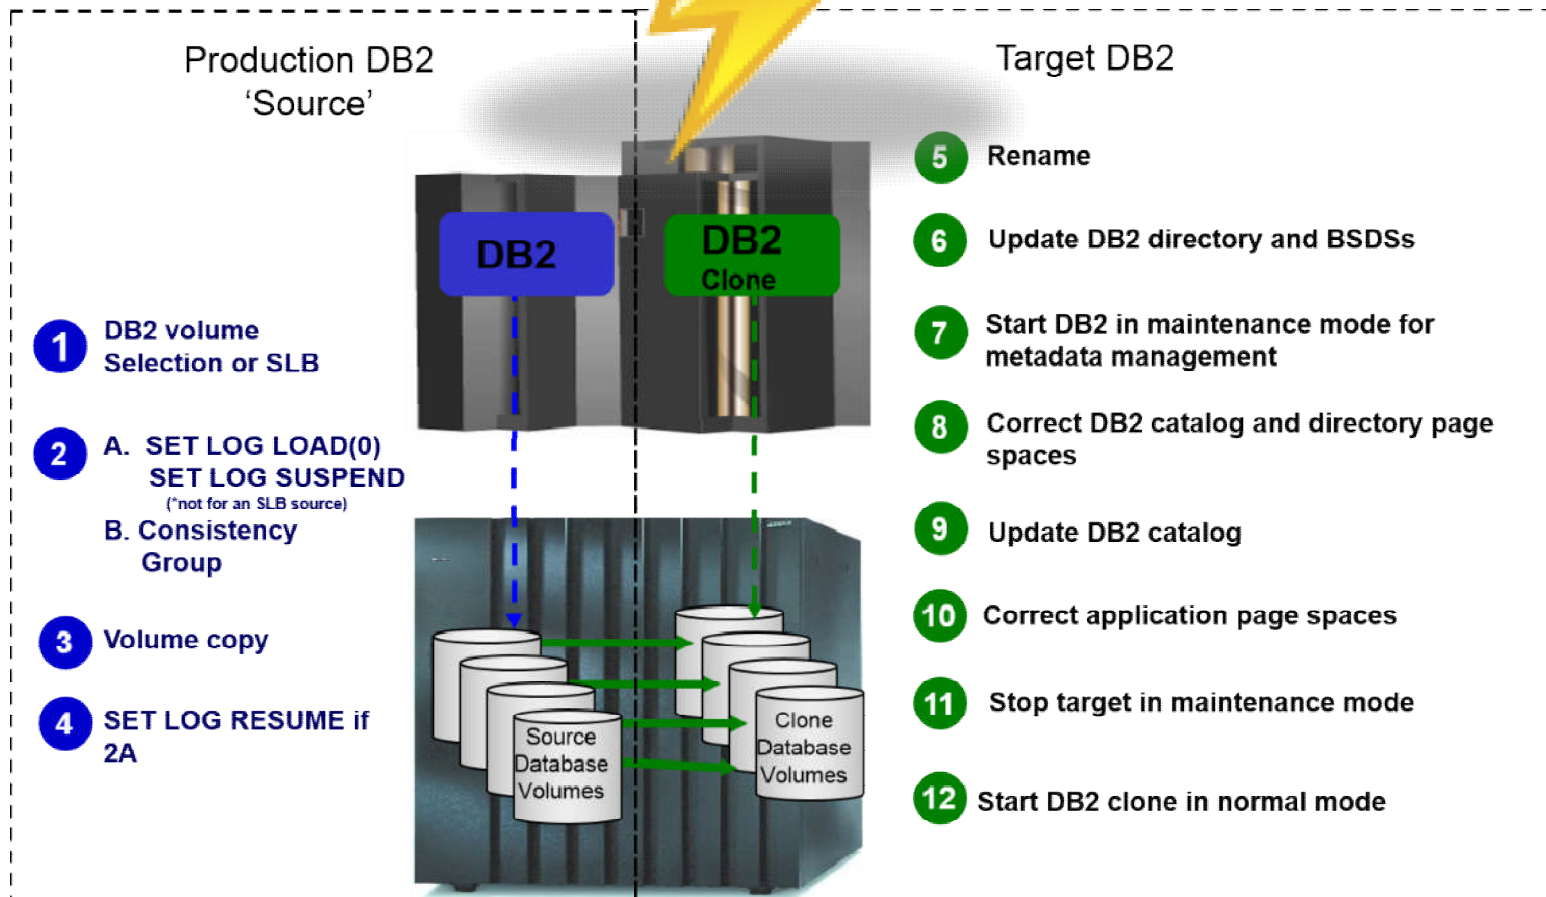 Production DB2
‘Source’
Target DB2
DB2
DB2
Clone
1
DB2 volume
Selection or SLB
2
A. SET LOG LOAD(0)
SET LOG SUSPEND
(*not for an SLB source)
B. Consistency
Group
3
Volume copy
4
SET LOG RESUME if
2A
Source
Database
Volumes
Clone
Database
Volumes
5
Rename
6
Update DB2 directory and BSDSs
7
Start DB2 in maintenance mode for
metadata management
8
Correct DB2 catalog and directory page
spaces
9
Update DB2 catalog
10
Correct application page spaces
11
Stop target in maintenance mode
12
Start DB2 clone in normal mode